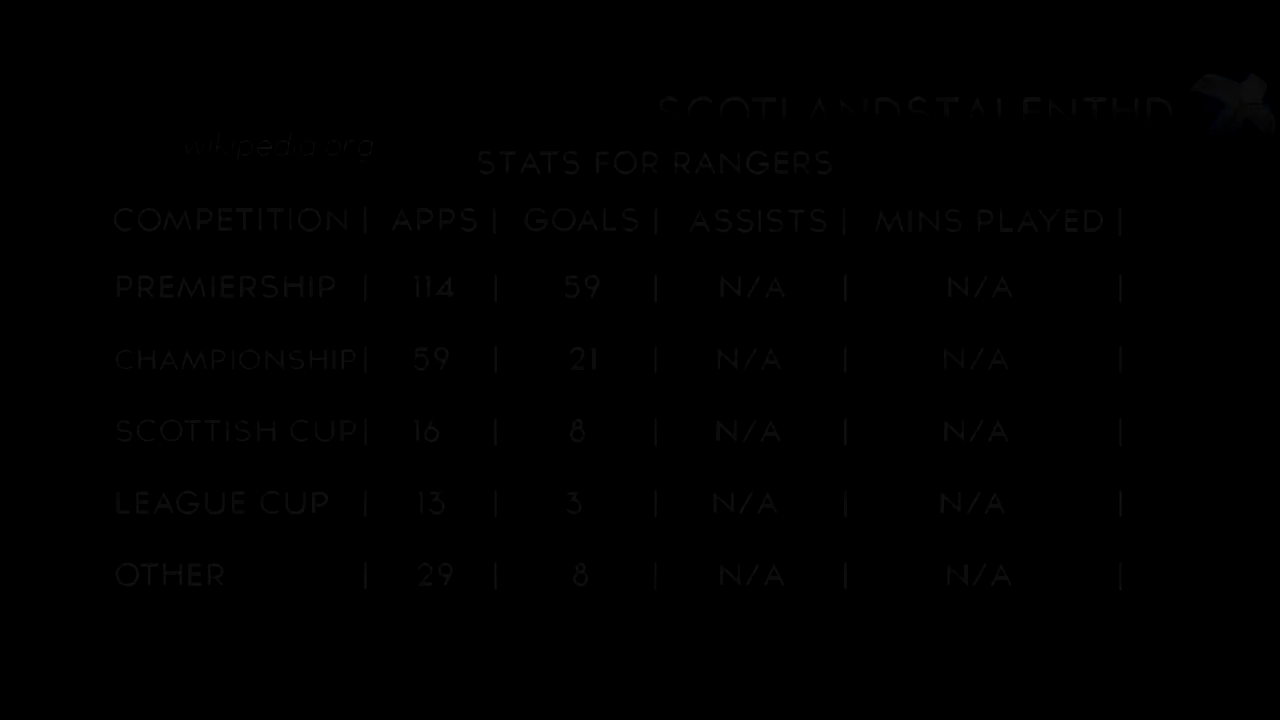 SCOTLANDSTALENTHD
wikipedia.org
STATS FOR RANGERS
COMPETITION | APPS | GOALS | ASSISTS | MINS PLAYED |
PREMIERSHIP | 114 | 59 | N/A | N/A |
CHAMPIONSHIP | 59 | 21 | N/A | N/A |
SCOTTISH CUP | 16 | 8 | N/A | N/A |
LEAGUE CUP | 13 | 3 | N/A | N/A |
OTHER | 29 | 8 | N/A | N/A |